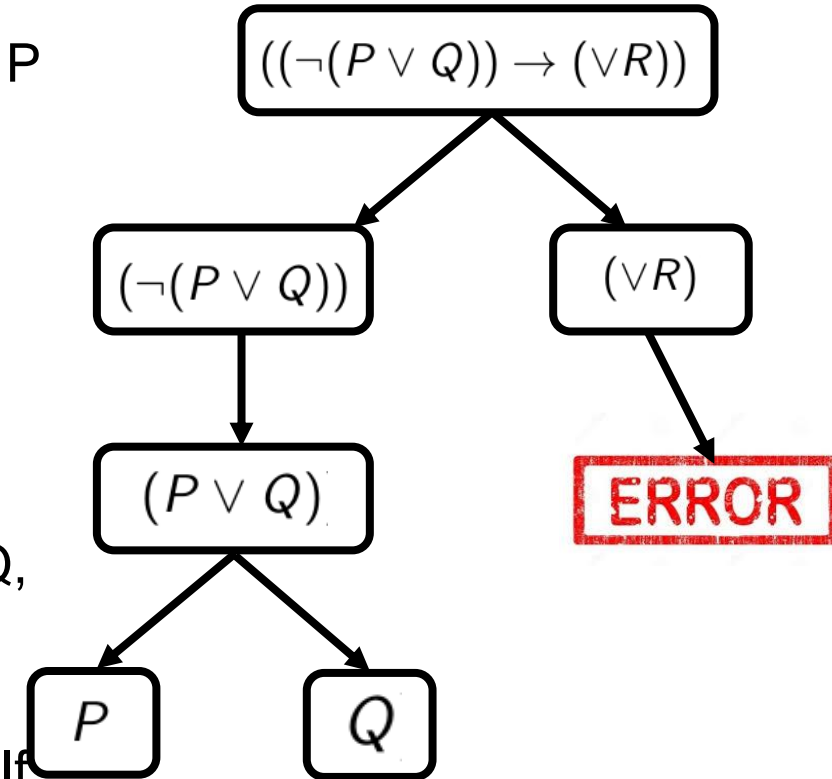 P
((¬(P ∨ Q)) → (∨R))
(¬(P ∨ Q))
(∨R)
(P ∨ Q)
ERROR
Q,
P
Q
If